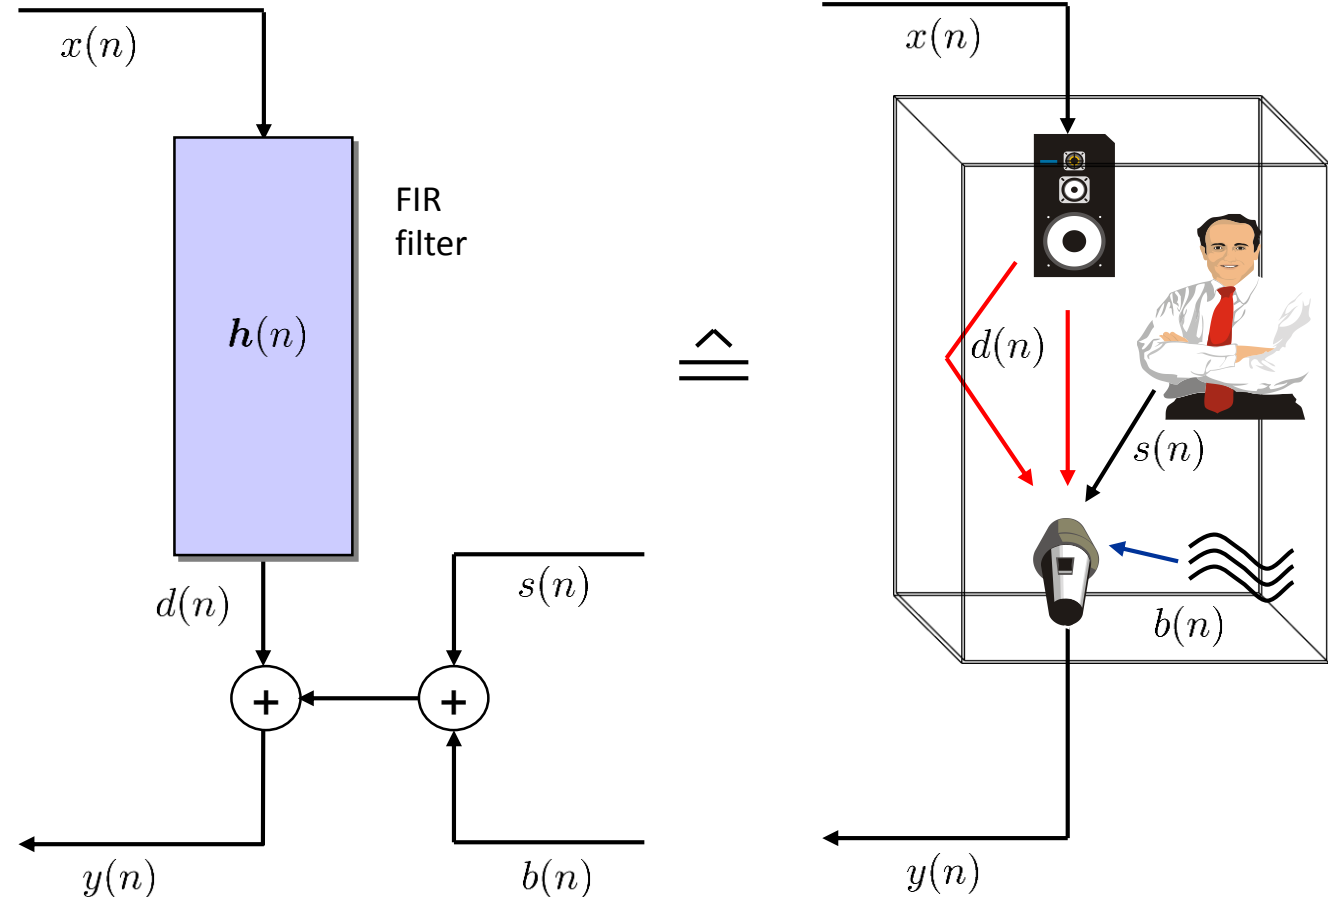 x(n)
FIR
filter
h(n)
d(n)
s(n)
+
+
y(n)
b(n)
≙
x(n)
d(n)
s(n)
b(n)
y(n)